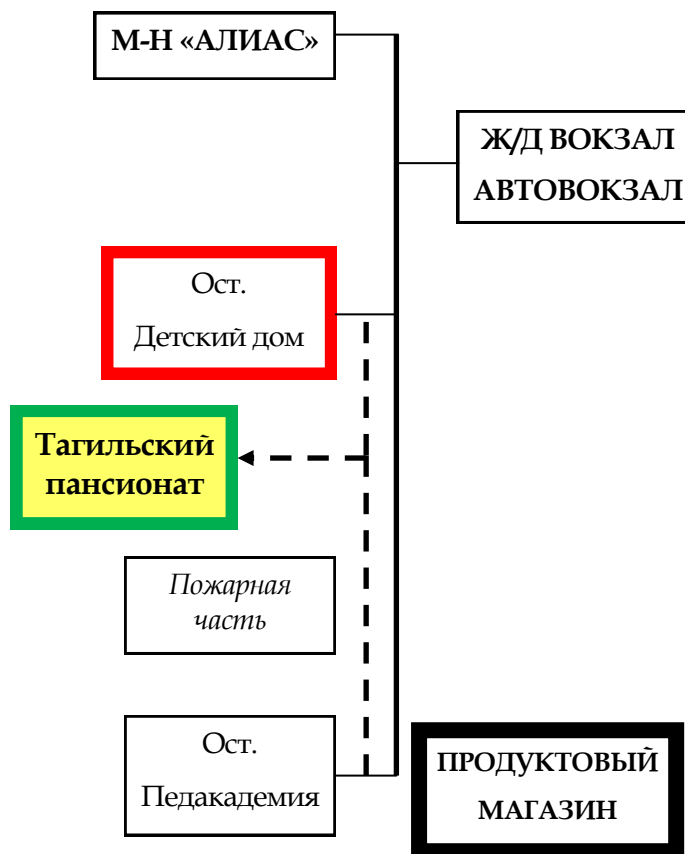 М-Н «АЛИАС»
Ж/Д ВОКЗАЛ
АВТОВОКЗАЛ
Ост.
Детский дом
Тагильский
пансионат
Пожарная
часть
Ост.
Педакадемия
ПРОДУКТОВЫЙ
МАГАЗИН